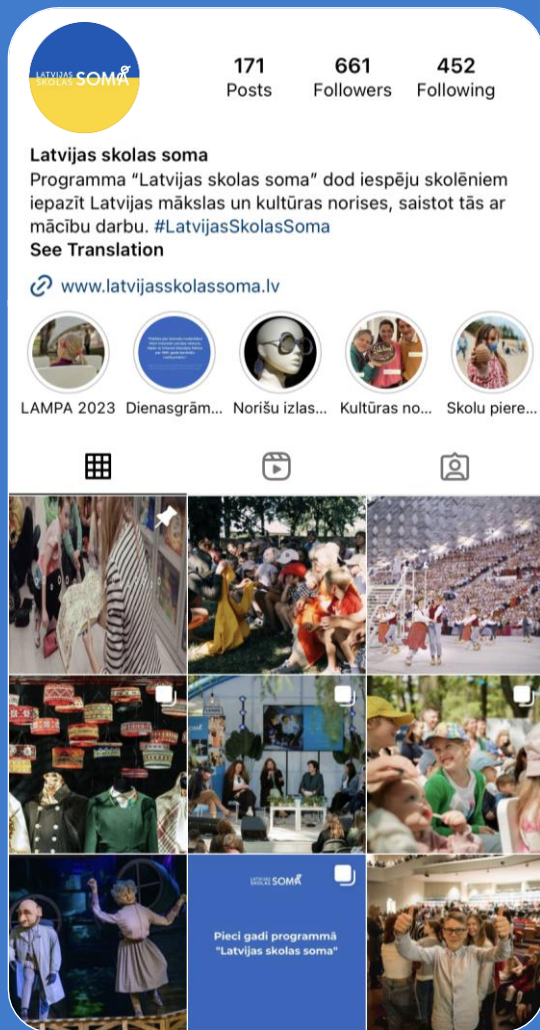 LATVIJAS
SKOLAS SOMA
171
Posts
661
Followers
452
Following
Latvijas skolas soma
Programma “Latvijas skolas soma” dod iespēju skolēniem
iepazīt Latvijas mākslas un kultūras norises, saistot tās ar
mācību darbu. #LatvijasSkolasSoma
See Translation
www.latvijasskolassoma.lv
LAMPA 2023
Dienasgrām...
Norišu izlas...
Kultūras no...
Skolu piere...
LATVIJAS
SKOLAS SOMA
Pieci gadi programmā
"Latvijas skolas soma"